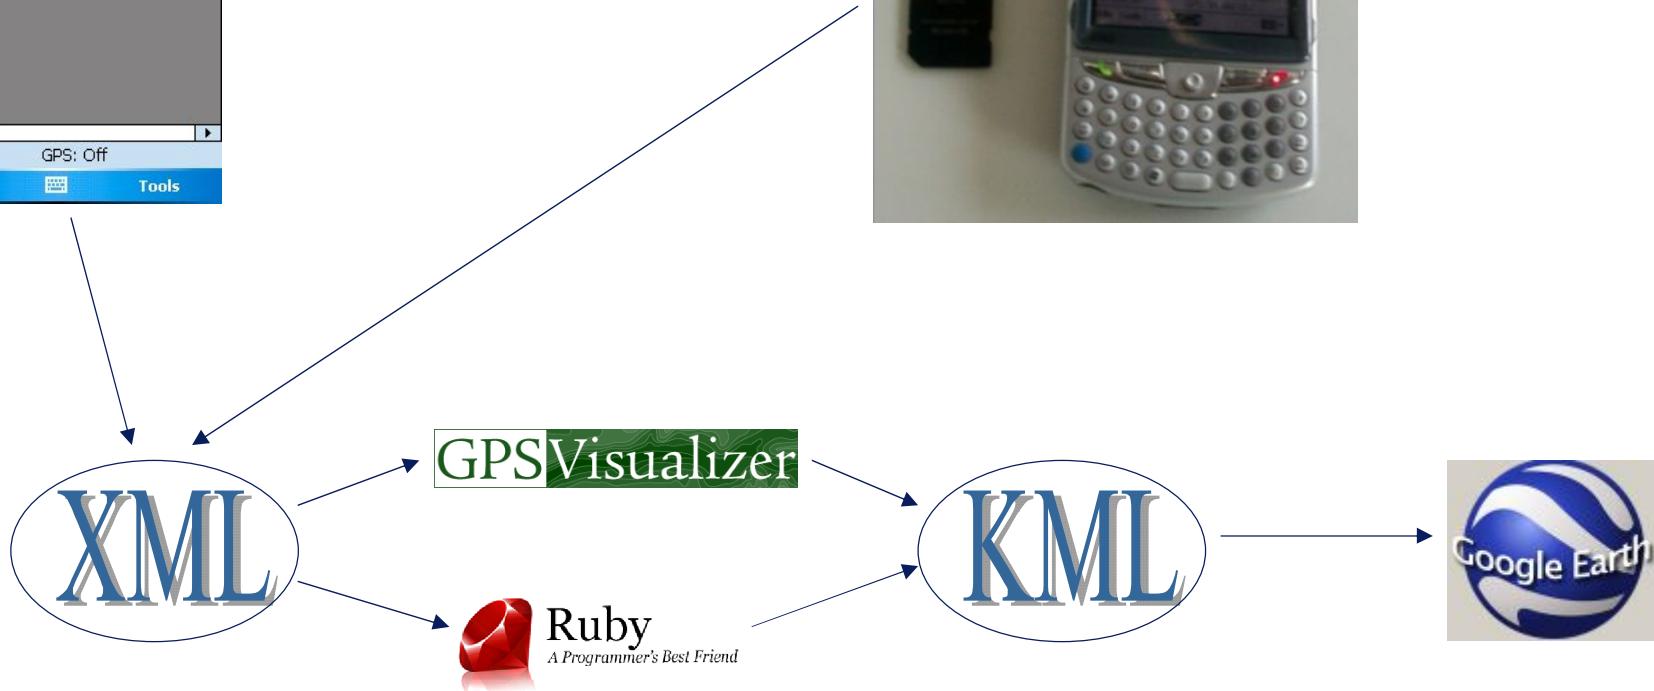 GPS: Off
Tools
GPSVisualizer
XML
KML
Google Earth
Ruby
A Programmer's Best Friend